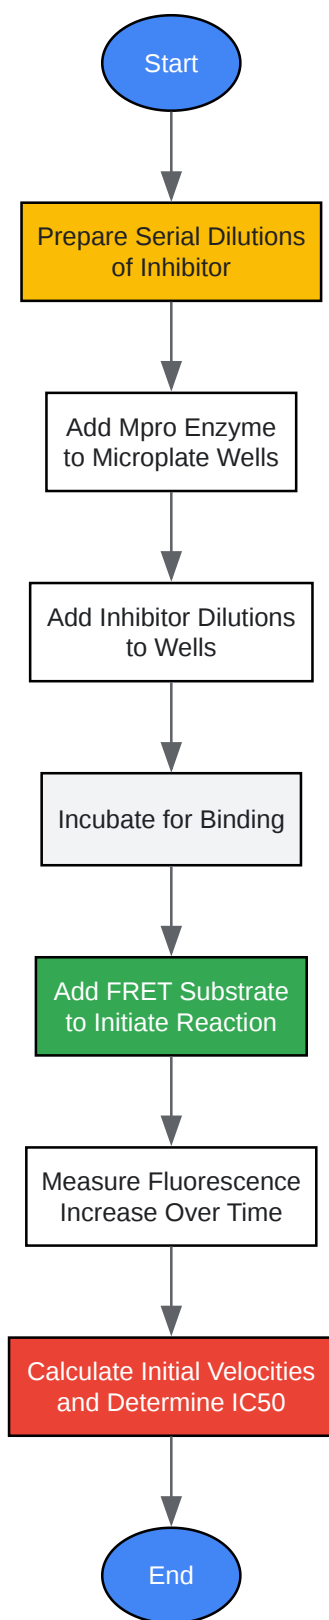 Start
Prepare Serial Dilutions
of Inhibitor
Add Mpro Enzyme
to Microplate Wells
Add Inhibitor Dilutions
to Wells
Incubate for Binding
Add FRET Substrate
to Initiate Reaction
Measure Fluorescence
Increase Over Time
Calculate Initial Velocities
and Determine IC50
End